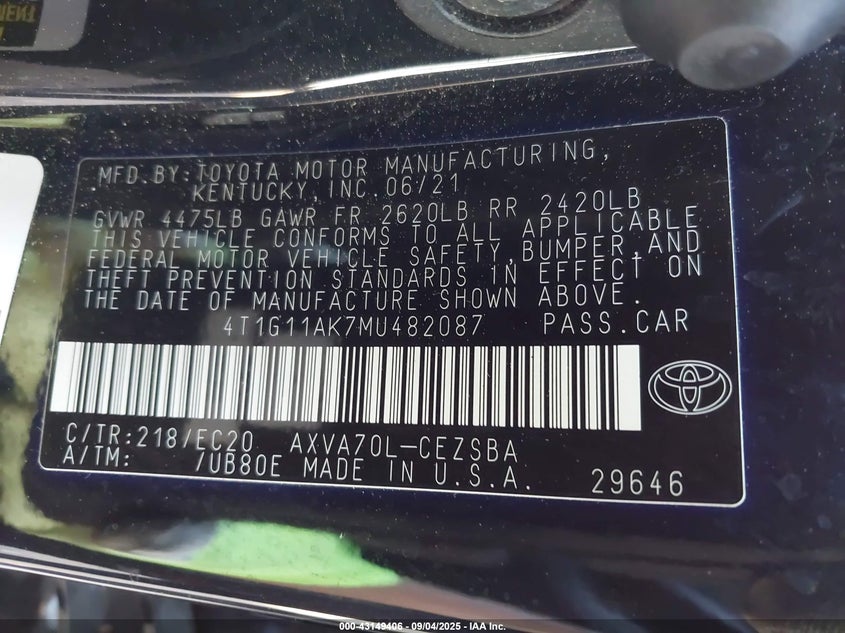 MFD.BY:TOYOTA MOTOR MANUFACTURING,
KENTUCKY,INC.06/21
GVWR 4475LB GAWR FR 2620LB RR 2420LB
THIS VEHICLE CONFORMS TO ALL APPLICABLE
FEDERAL MOTOR VEHICLE SAFETY,BUMPER,AND
THEFT PREVENTION STANDARDS IN EFFECT ON
THE DATE OF MANUFACTURE SHOWN ABOVE.
4T1G11AK7MU482087 PASS.CAR
C/TR:218/EC20 AXVA70L-CEZSBA
A/TM: /UB80E MADE IN U.S.A. 29646
000-43149406 - 09/04/2025 - IAA Inc.